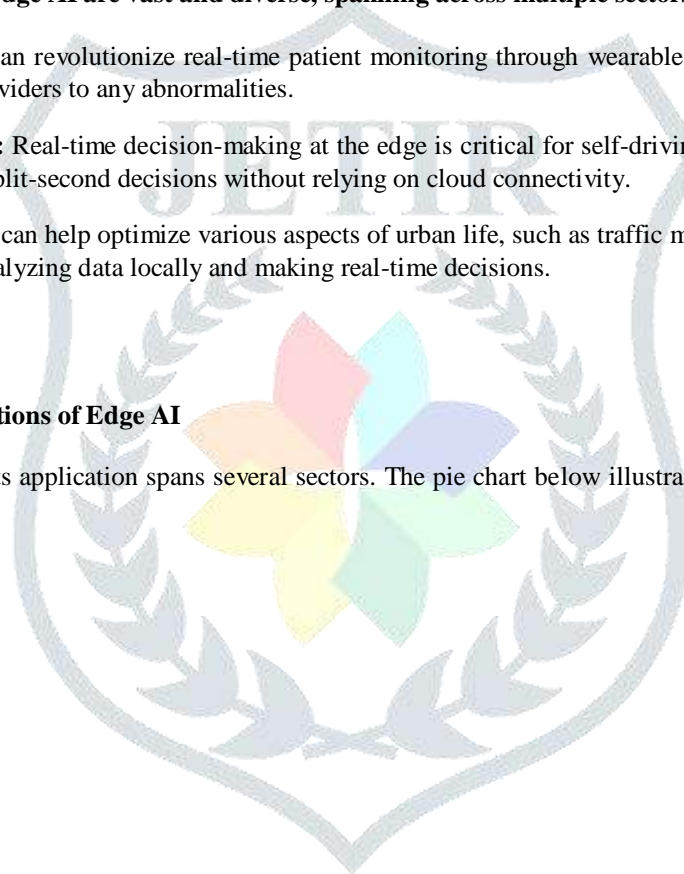 dge AI are vast and diverse, spanning across multiple sectors
an revolutionize real-time patient monitoring through wearable
viders to any abnormalities.
: Real-time decision-making at the edge is critical for self-drivin
plit-second decisions without relying on cloud connectivity.
JETIR
can help optimize various aspects of urban life, such as traffic m
alyzing data locally and making real-time decisions.
tions of Edge AI
ts application spans several sectors. The pie chart below illustra